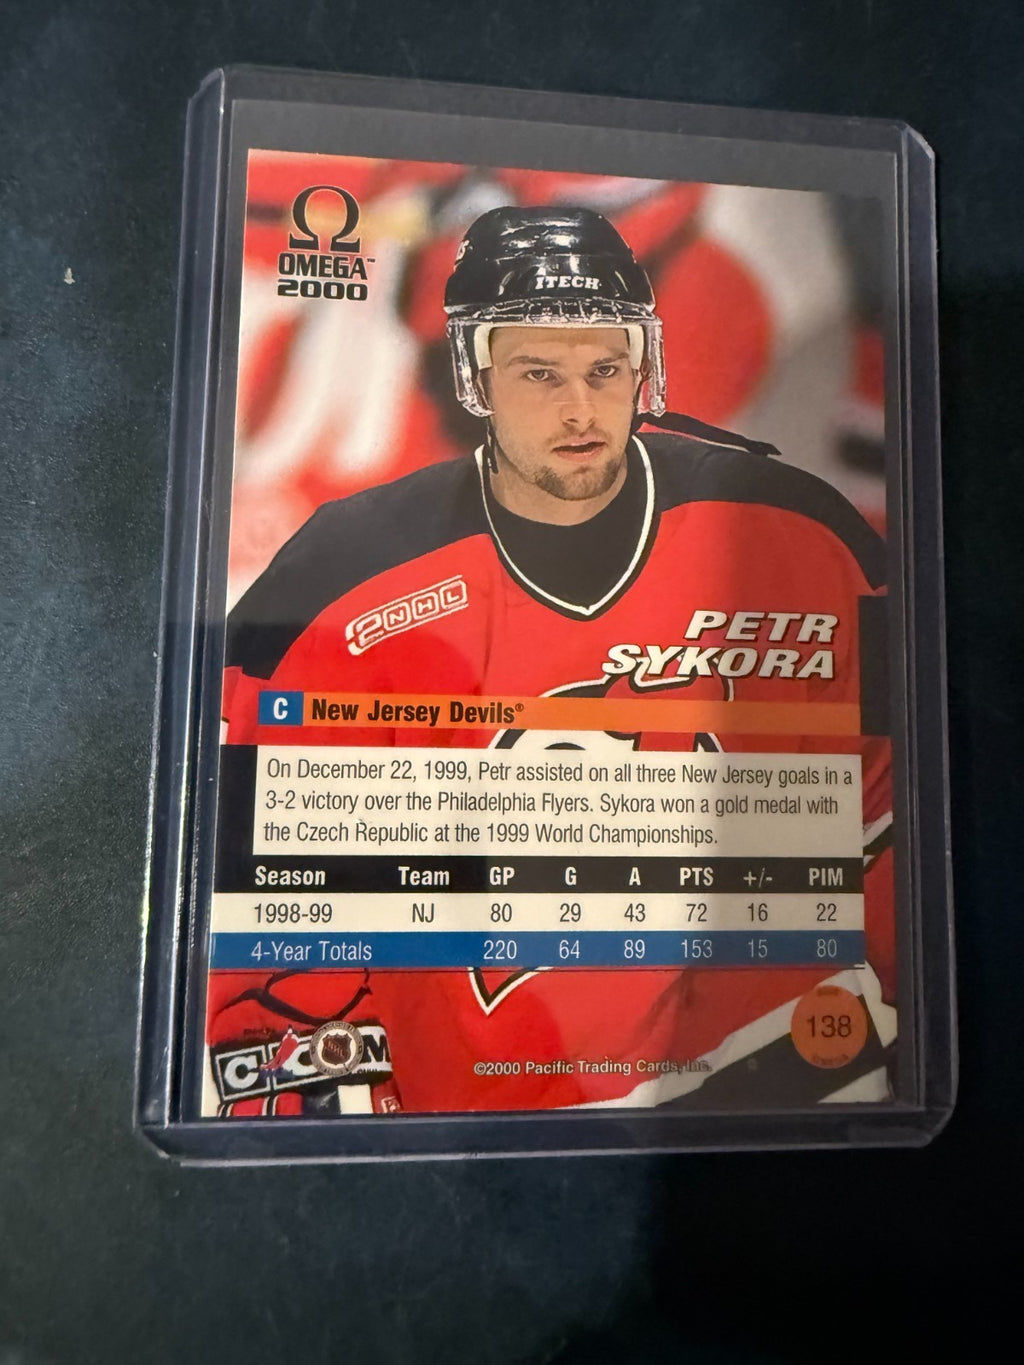 Ω
OMEGA™
2000
ITECH
2NHL
PETR
SYKORA
C New Jersey Devils®
On December 22, 1999, Petr assisted on all three New Jersey goals in a
3-2 victory over the Philadelphia Flyers. Sykora won a gold medal with
the Czech Republic at the 1999 World Championships.
Season Team GP G A PTS +/- PIM
1998-99 NJ 80 29 43 72 16 22
4-Year Totals 220 64 89 153 15 80
138
©2000 Pacific Trading Cards, Inc.